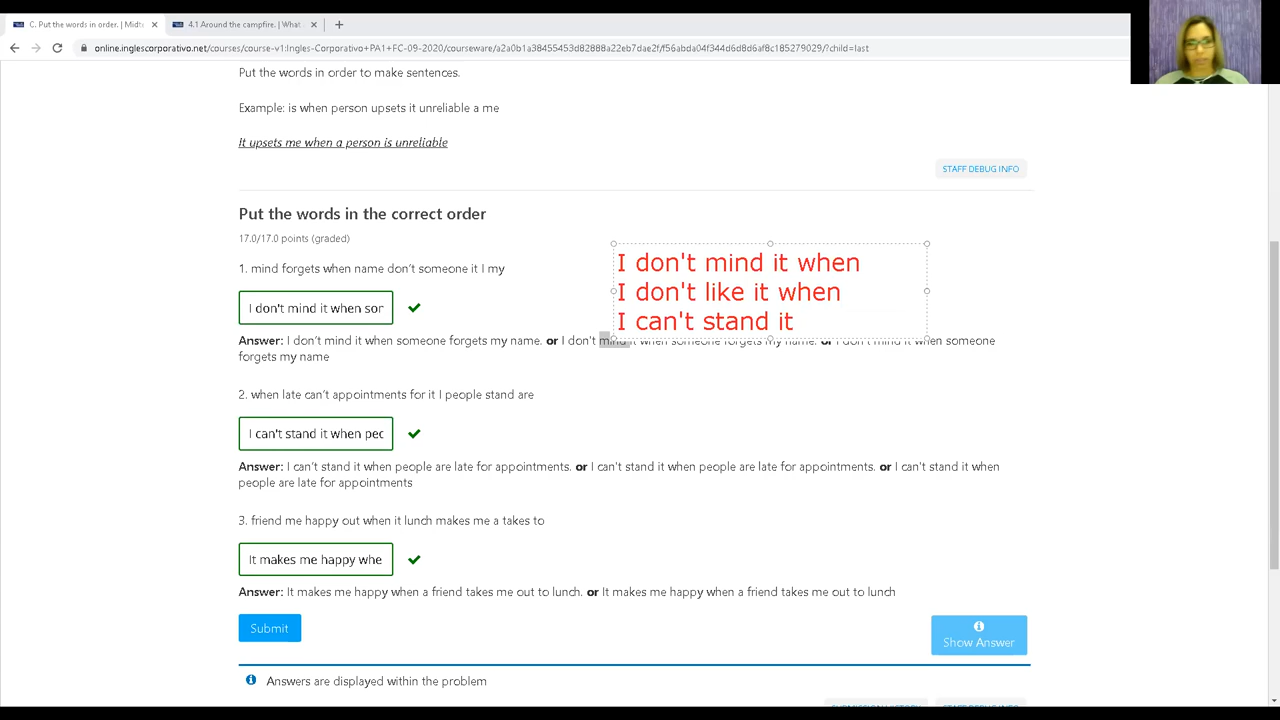 C. Put the words in order. | Midt
4.1 Around the campfire. | What
online.inglescorporativo.net/courses/course-v1:Ingles-Corporativo+PA1+FC-09-2020/courseware/a2a0b1a38455453d82888a22eb7dae2f/f56abda04f344d6d8d6af8c185279029/?child=last
Put the words in order to make sentences.
Example: is when person upsets it unreliable a me
It upsets me when a person is unreliable
STAFF DEBUG INFO
Put the words in the correct order
17.0/17.0 points (graded)
1. mind forgets when name don't someone it I my
I don't mind it when
I don't like it when
I can't stand it
I don't mind it when sor
Answer: I don't mind it when someone forgets my name. or I don't mind it when someone forgets my name. or I don't mind it when someone
forgets my name
2. when late can't appointments for it I people stand are
I can't stand it when pec
Answer: I can't stand it when people are late for appointments. or I can't stand it when people are late for appointments. or I can't stand it when
people are late for appointments
3. friend me happy out when it lunch makes me a takes to
It makes me happy whe
Answer: It makes me happy when a friend takes me out to lunch. or It makes me happy when a friend takes me out to lunch
Submit
Show Answer
Answers are displayed within the problem
SUBMISSION HISTORY
STAFF DEBUG INFO